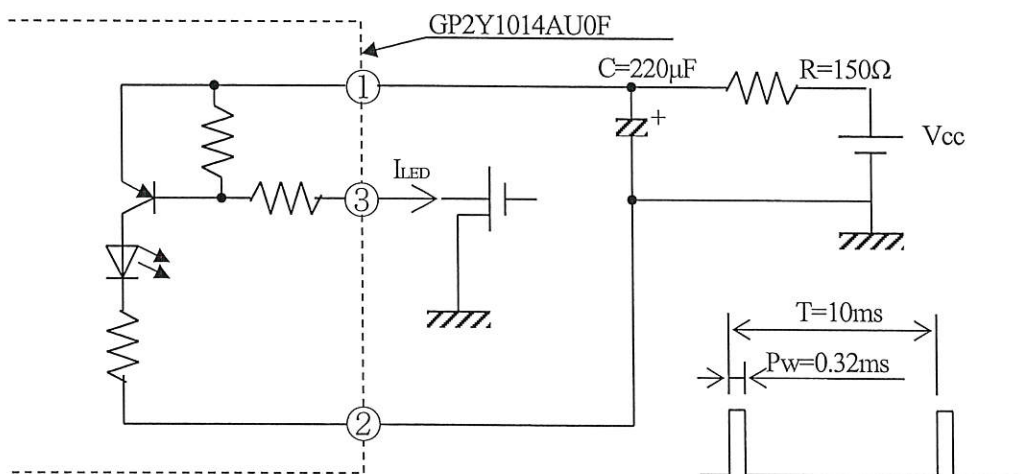 GP2Y1014AU0F
C=220μF
R=150Ω
①
+
Vcc
③
ILED
T=10ms
Pw=0.32ms
②